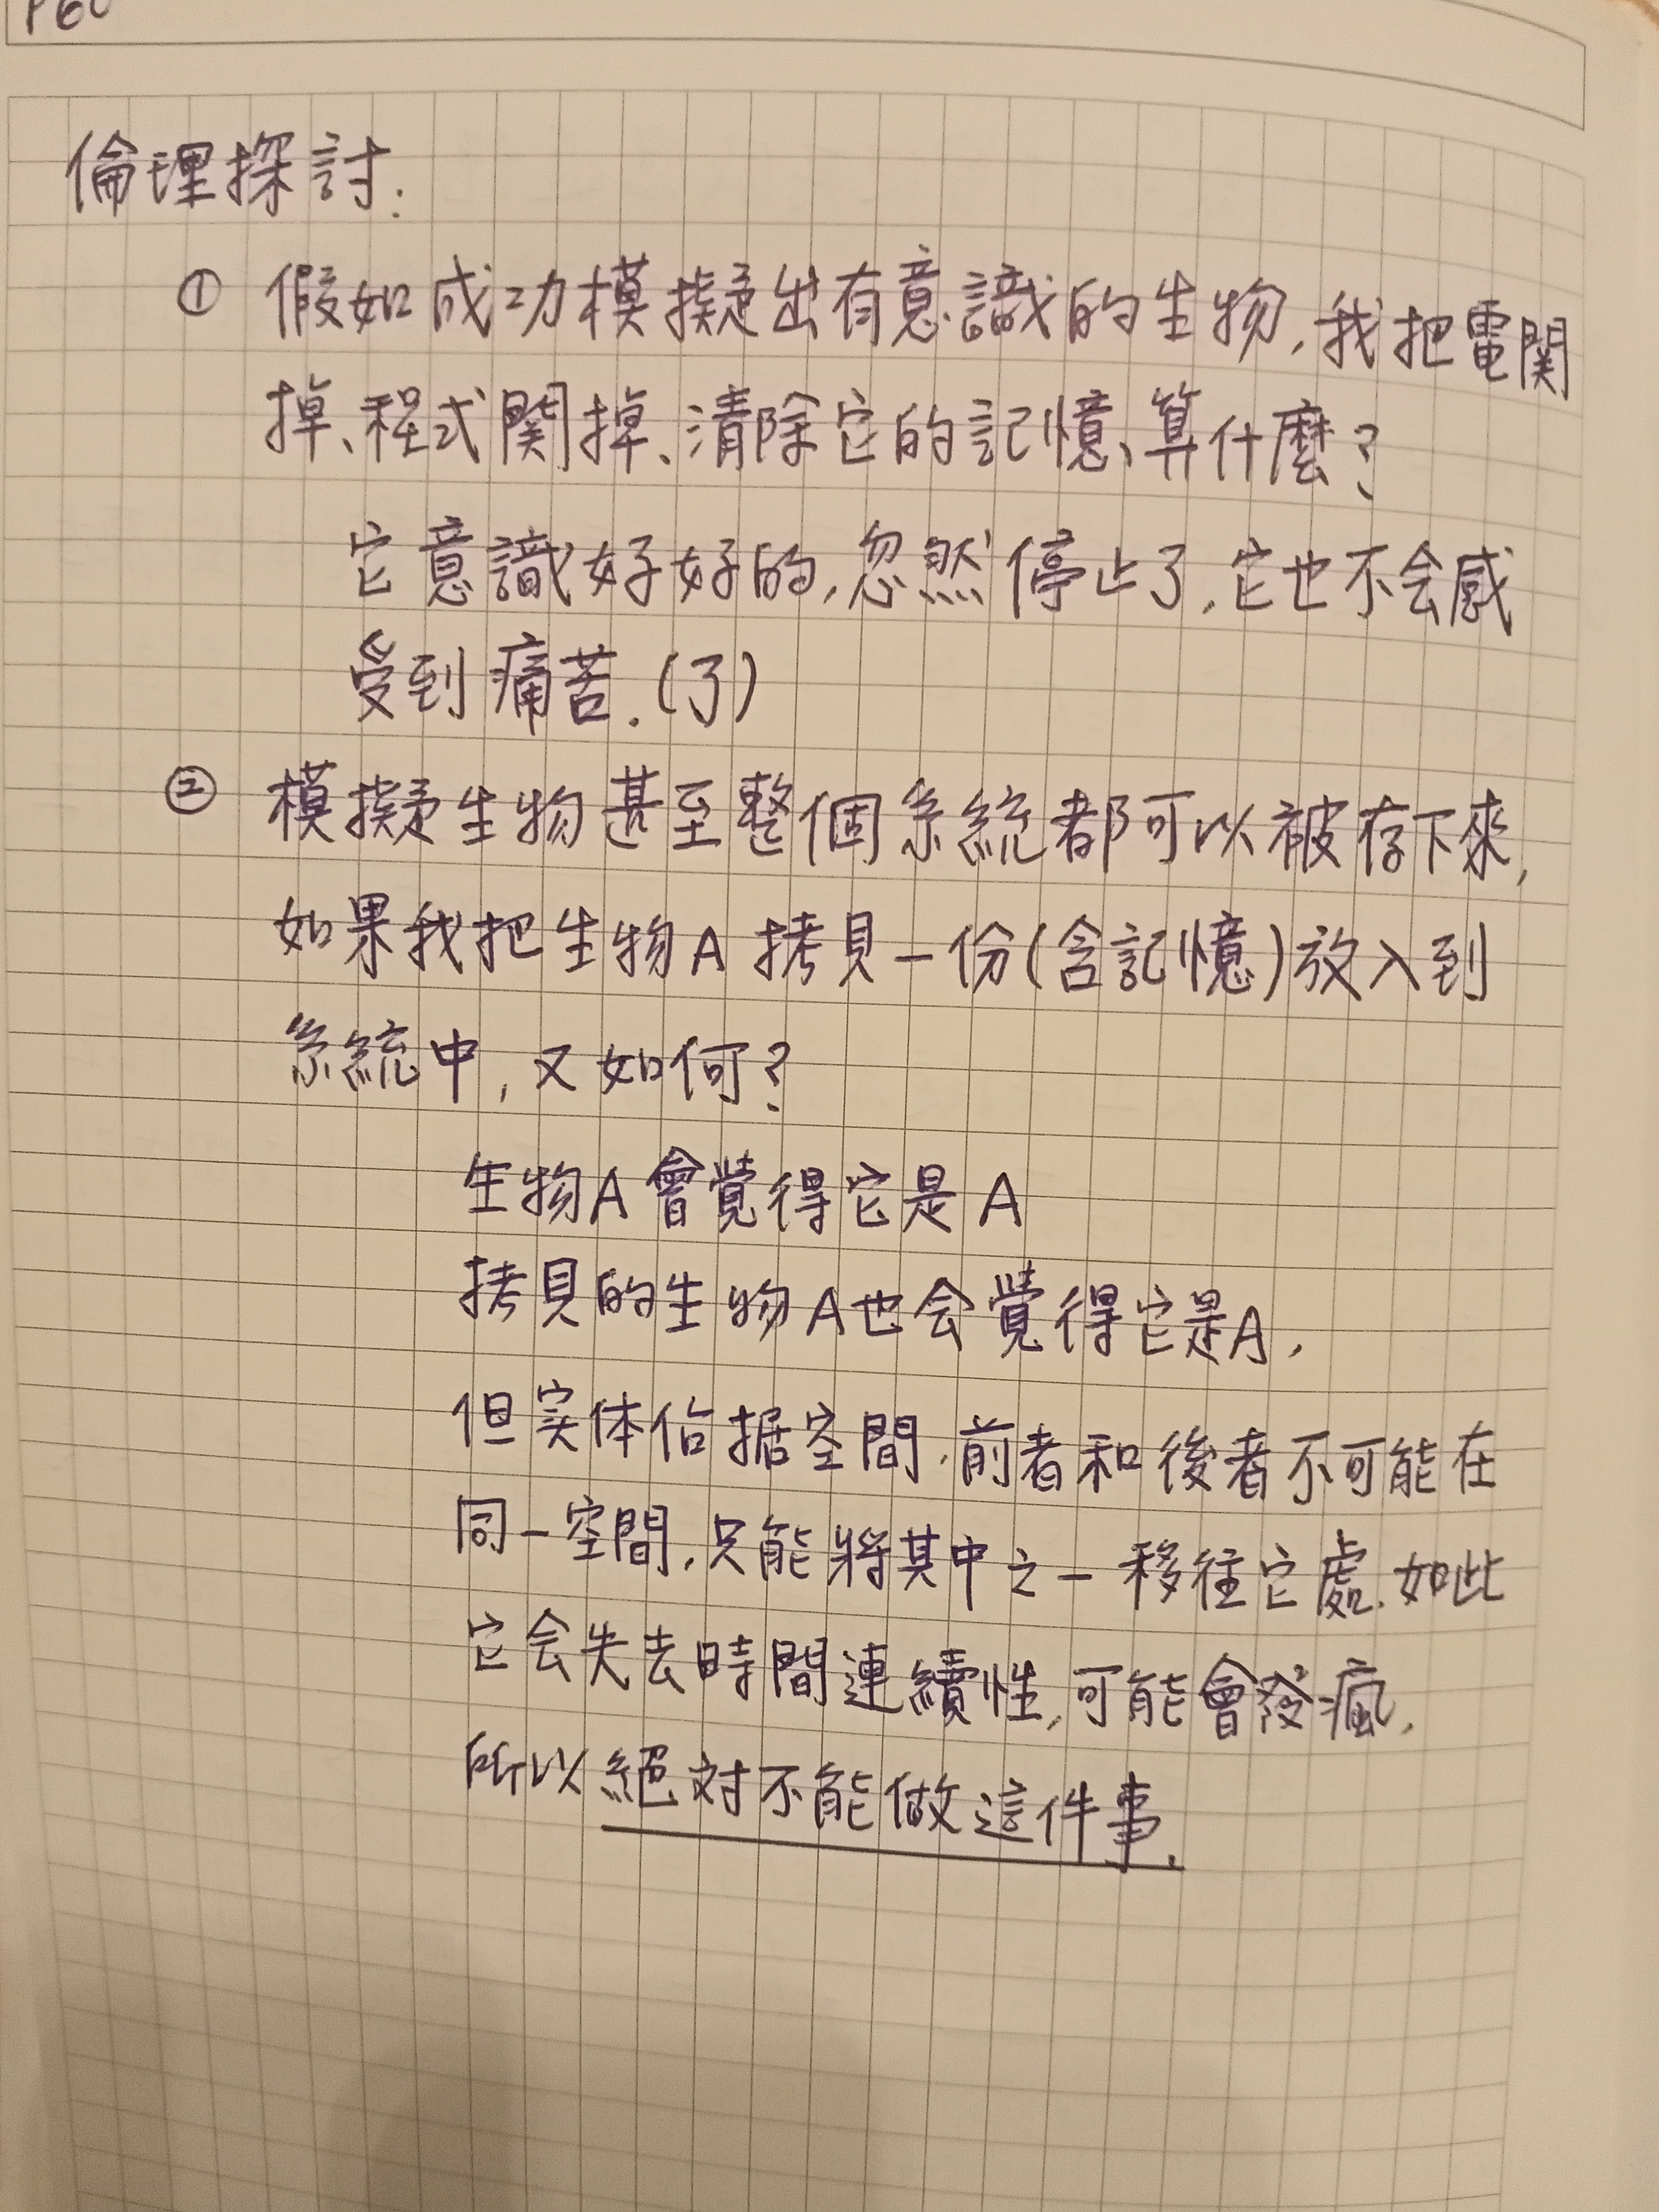 P60
倫理探討:
① 假如成功模擬出有意識的生物,我把電関
掉、程式関掉、清除它的記憶、算什麼?
它意識好好的,忽然停止了,它也不会感
受到痛苦.(了)
② 模擬生物甚至整個系統都可以被存下來,
如果我把生物A拷貝一份(含記憶)放入到
系統中,又如何?
生物A會覺得它是A
拷貝的生物A也会覺得它是A,
但实体佔据空間,前者和後者不可能在
同一空間,只能將其中之一移往它處.如此
它会失去時間連續性,可能會發瘋,
所以絕对不能做這件事.